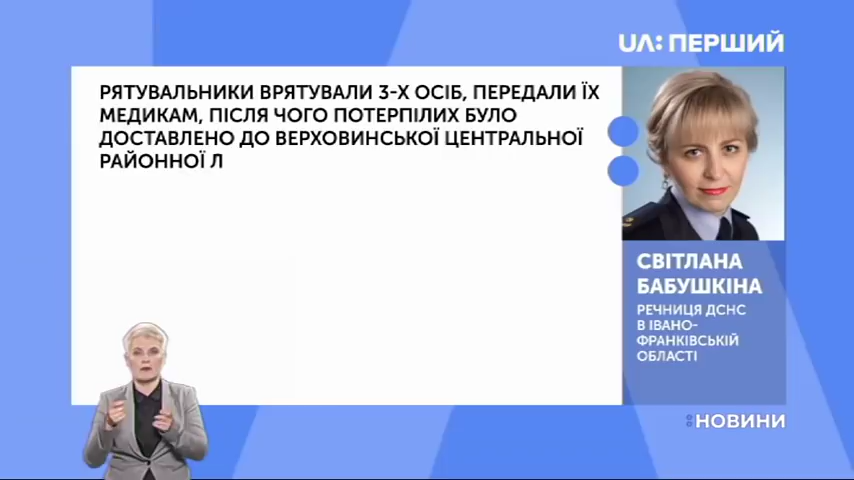 UA: ПЕРШИЙ
РЯТУВАЛЬНИКИ ВРЯТУВАЛИ 3-Х ОСІБ, ПЕРЕДАЛИ ЇХ
МЕДИКАМ, ПІСЛЯ ЧОГО ПОТЕРПІЛИХ БУЛО
ДОСТАВЛЕНО ДО ВЕРХОВИНСЬКОЇ ЦЕНТРАЛЬНОЇ
РАЙОННОЇ Л
СВІТЛАНА
БАБУШКІНА
РЕЧНИЦЯ ДСНС
В ІВАНО-
ФРАНКІВСЬКІЙ
ОБЛАСТІ
НОВИНИ